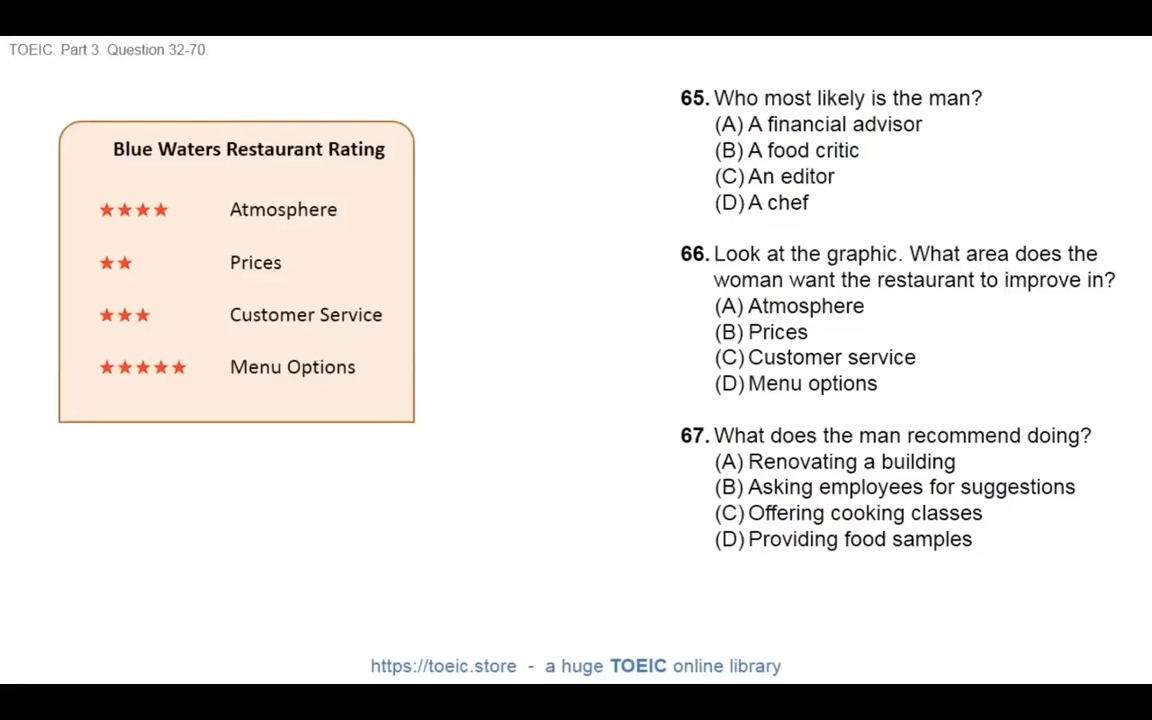 TOEIC. Part 3. Question 32-70.
Blue Waters Restaurant Rating
★★★★ Atmosphere
★★ Prices
★★★ Customer Service
★★★★★ Menu Options
65. Who most likely is the man?
(A) A financial advisor
(B) A food critic
(C) An editor
(D) A chef
66. Look at the graphic. What area does the
woman want the restaurant to improve in?
(A) Atmosphere
(B) Prices
(C) Customer service
(D) Menu options
67. What does the man recommend doing?
(A) Renovating a building
(B) Asking employees for suggestions
(C) Offering cooking classes
(D) Providing food samples
https://toeic.store - a huge TOEIC online library